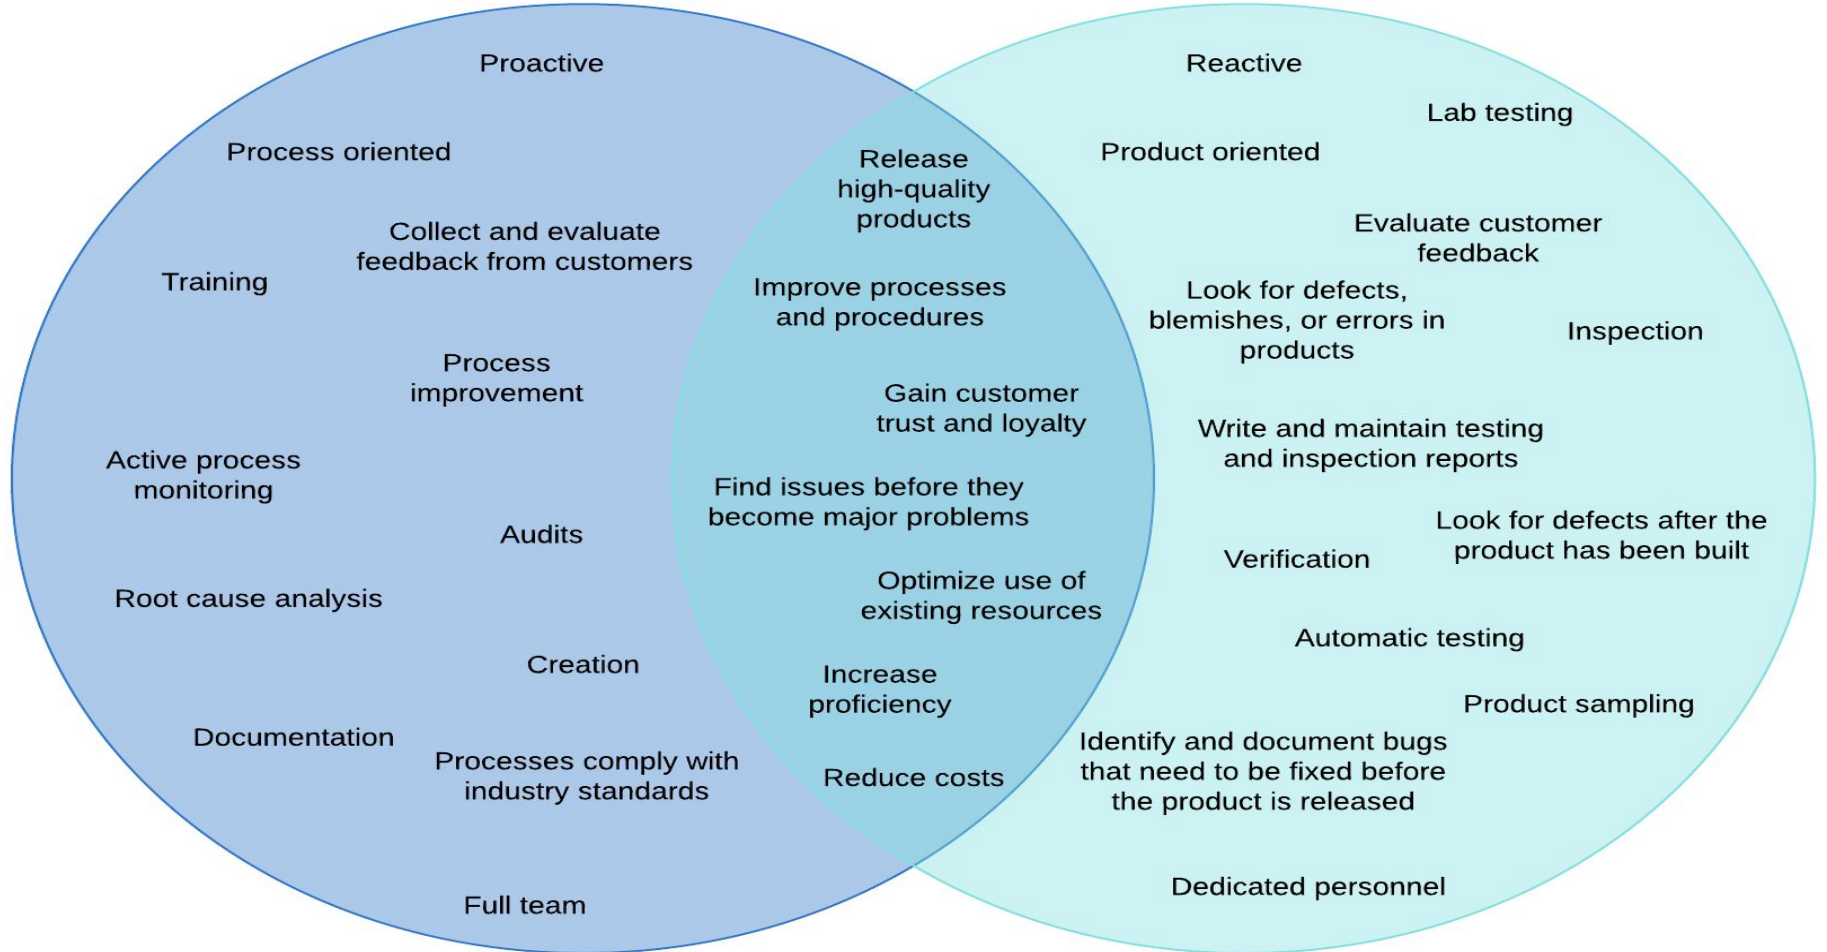 Proactive
Process oriented
Collect and evaluate
feedback from customers
Training
Process
improvement
Active process
monitoring
Audits
Root cause analysis
Creation
Documentation
Processes comply with
industry standards
Full team
Release
high-quality
products
Improve processes
and procedures
Gain customer
trust and loyalty
Find issues before they
become major problems
Optimize use of
existing resources
Increase
proficiency
Reduce costs
Reactive
Lab testing
Product oriented
Evaluate customer
feedback
Look for defects,
blemishes, or errors in
products
Inspection
Write and maintain testing
and inspection reports
Look for defects after the
product has been built
Verification
Automatic testing
Product sampling
Identify and document bugs
that need to be fixed before
the product is released
Dedicated personnel